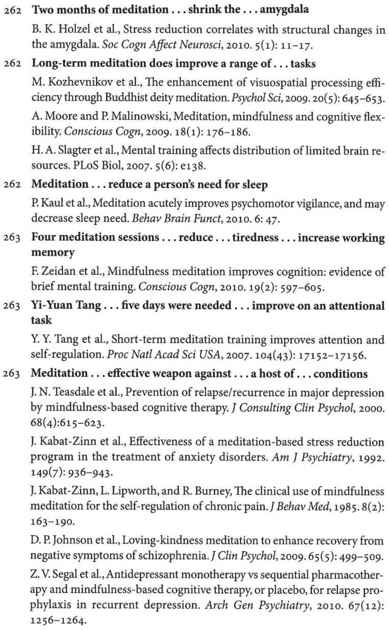 262 Two months of meditation . . . shrink the . . . amygdala
B. K. Holzel et al., Stress reduction correlates with structural changes in
the amygdala. Soc Cogn Affect Neurosci, 2010. 5(1): 11–17.
262 Long-term meditation does improve a range of . . . tasks
M. Kozhevnikov et al., The enhancement of visuospatial processing effi-
ciency through Buddhist deity meditation. Psychol Sci, 2009. 20(5): 645–653.
A. Moore and P. Malinowski, Meditation, mindfulness and cognitive flex-
ibility. Conscious Cogn, 2009. 18(1): 176–186.
H. A. Slagter et al., Mental training affects distribution of limited brain re-
sources. PLoS Biol, 2007. 5(6): e138.
262 Meditation . . . reduce a person's need for sleep
P. Kaul et al., Meditation acutely improves psychomotor vigilance, and may
decrease sleep need. Behav Brain Funct, 2010. 6: 47.
263 Four meditation sessions . . . reduce . . . tiredness . . . increase working
memory
F. Zeidan et al., Mindfulness meditation improves cognition: evidence of
brief mental training. Conscious Cogn, 2010. 19(2): 597–605.
263 Yi-Yuan Tang . . . five days were needed . . . improve on an attentional
task
Y. Y. Tang et al., Short-term meditation training improves attention and
self-regulation. Proc Natl Acad Sci USA, 2007. 104(43): 17152–17156.
263 Meditation . . . effective weapon against . . . a host of . . . conditions
J. N. Teasdale et al., Prevention of relapse/recurrence in major depression
by mindfulness-based cognitive therapy. J Consulting Clin Psychol, 2000.
68(4):615–623.
J. Kabat-Zinn et al., Effectiveness of a meditation-based stress reduction
program in the treatment of anxiety disorders. Am J Psychiatry, 1992.
149(7): 936–943.
J. Kabat-Zinn, L. Lipworth, and R. Burney, The clinical use of mindfulness
meditation for the self-regulation of chronic pain. J Behav Med, 1985. 8(2):
163–190.
D. P. Johnson et al., Loving-kindness meditation to enhance recovery from
negative symptoms of schizophrenia. J Clin Psychol, 2009. 65(5): 499–509.
Z. V. Segal et al., Antidepressant monotherapy vs sequential pharmacother-
apy and mindfulness-based cognitive therapy, or placebo, for relapse pro-
phylaxis in recurrent depression. Arch Gen Psychiatry, 2010. 67(12):
1256–1264.